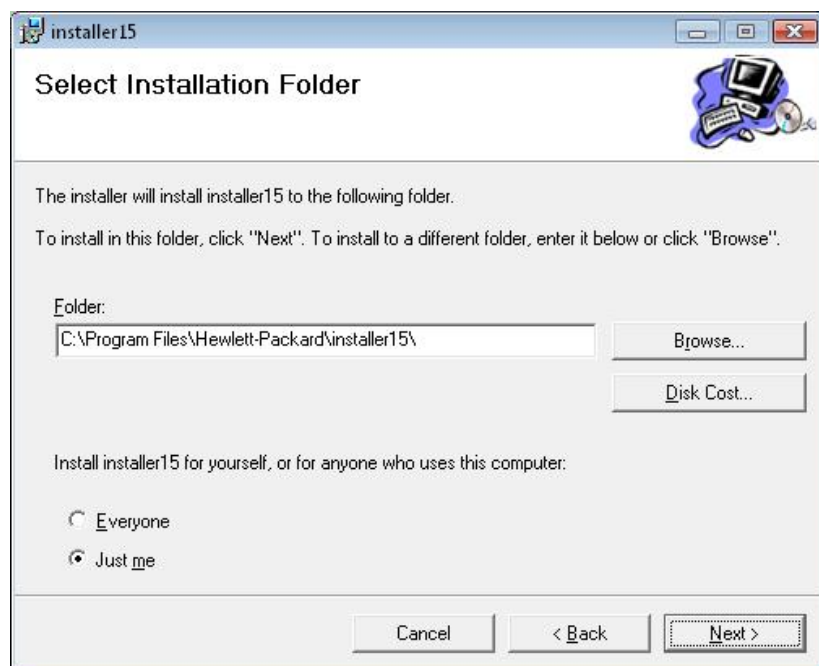 installer15
Select Installation Folder
The installer will install installer15 to the following folder.
To install in this folder, click "Next". To install to a different folder, enter it below or click "Browse".
Folder:
C:\Program Files\Hewlett-Packard\installer15\
Browse...
Disk Cost...
Install installer15 for yourself, or for anyone who uses this computer:
Everyone
Just me
Cancel
< Back
Next >